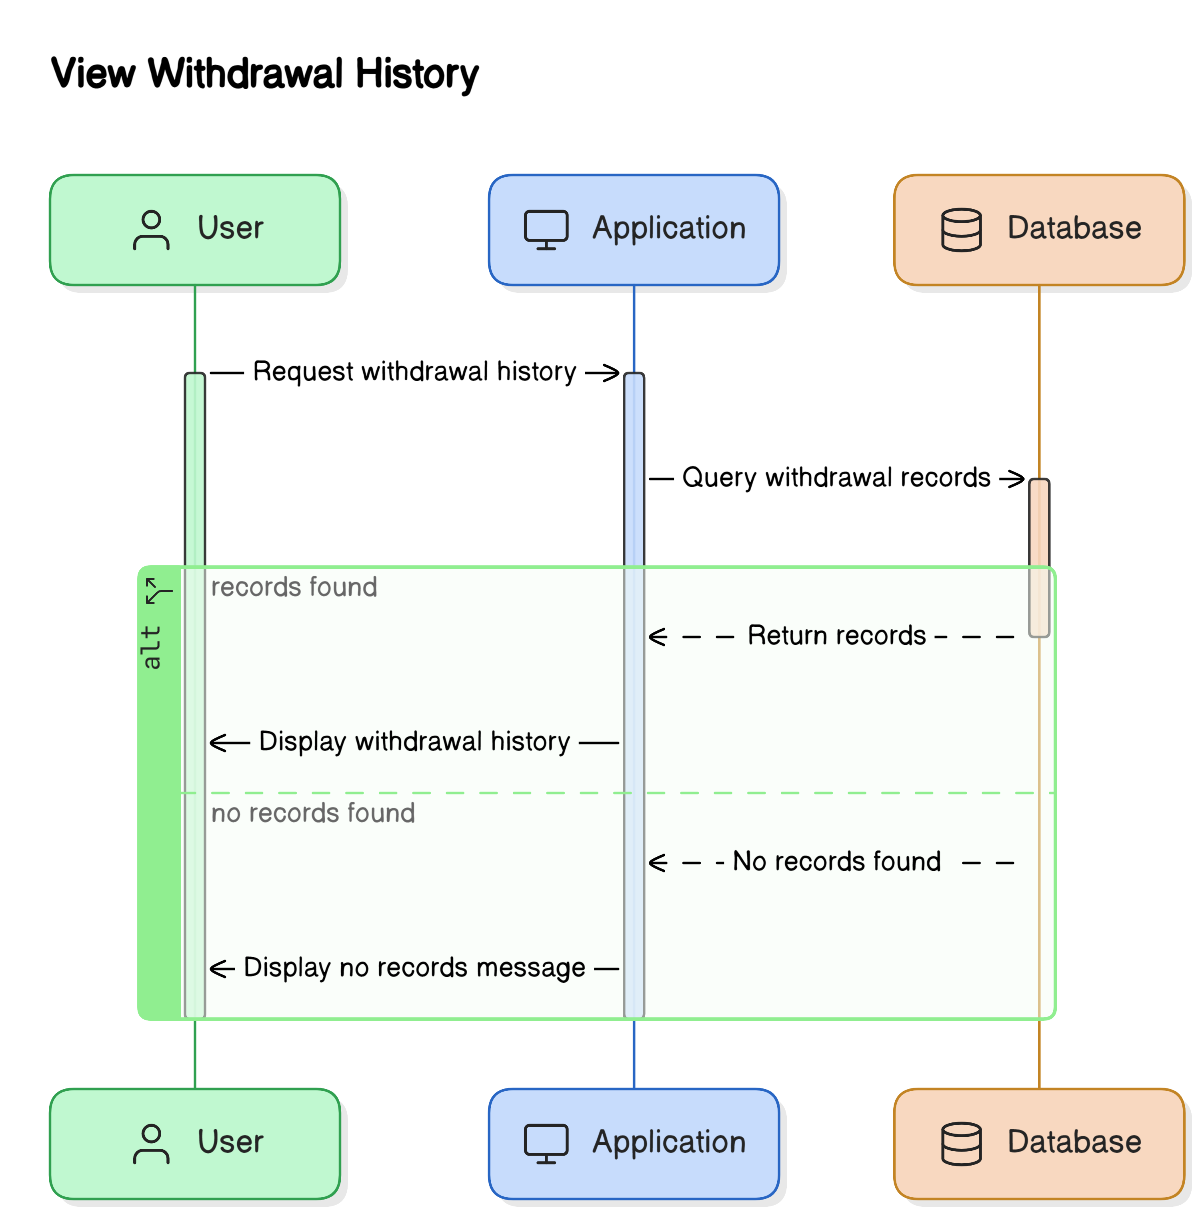 View Withdrawal History
User
Application
Database
Request withdrawal history
Query withdrawal records
alt
records found
Return records
Display withdrawal history
no records found
No records found
Display no records message
User
Application
Database